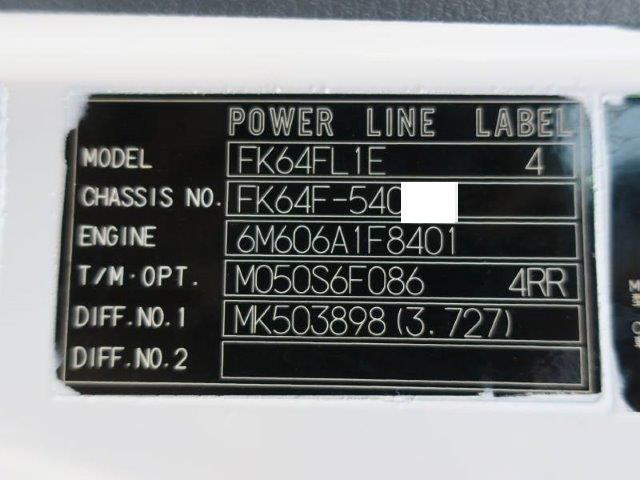 POWER LINE LABEL
MODEL FK64FL1E 4
CHASSIS NO. FK64F-540
ENGINE 6M606A1F8401
T/M·OPT. M050S6F086 4RR
DIFF.NO.1 MK503898(3.727)
DIFF.NO.2